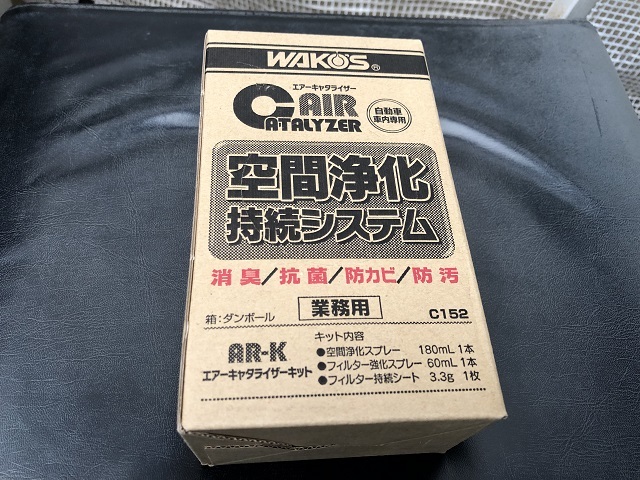 WAKO'S®
エアーキャタライザー
AIR
CATALYZER
自動車
車内専用
空間浄化
持続システム
消臭/抗菌/防カビ/防汚
箱:ダンボール
業務用
C152
AR-K
エアーキャタライザーキット
キット内容
●空間浄化スプレー 180mL 1本
●フィルター強化スプレー 60mL 1本
●フィルター持続シート 3.3g 1枚